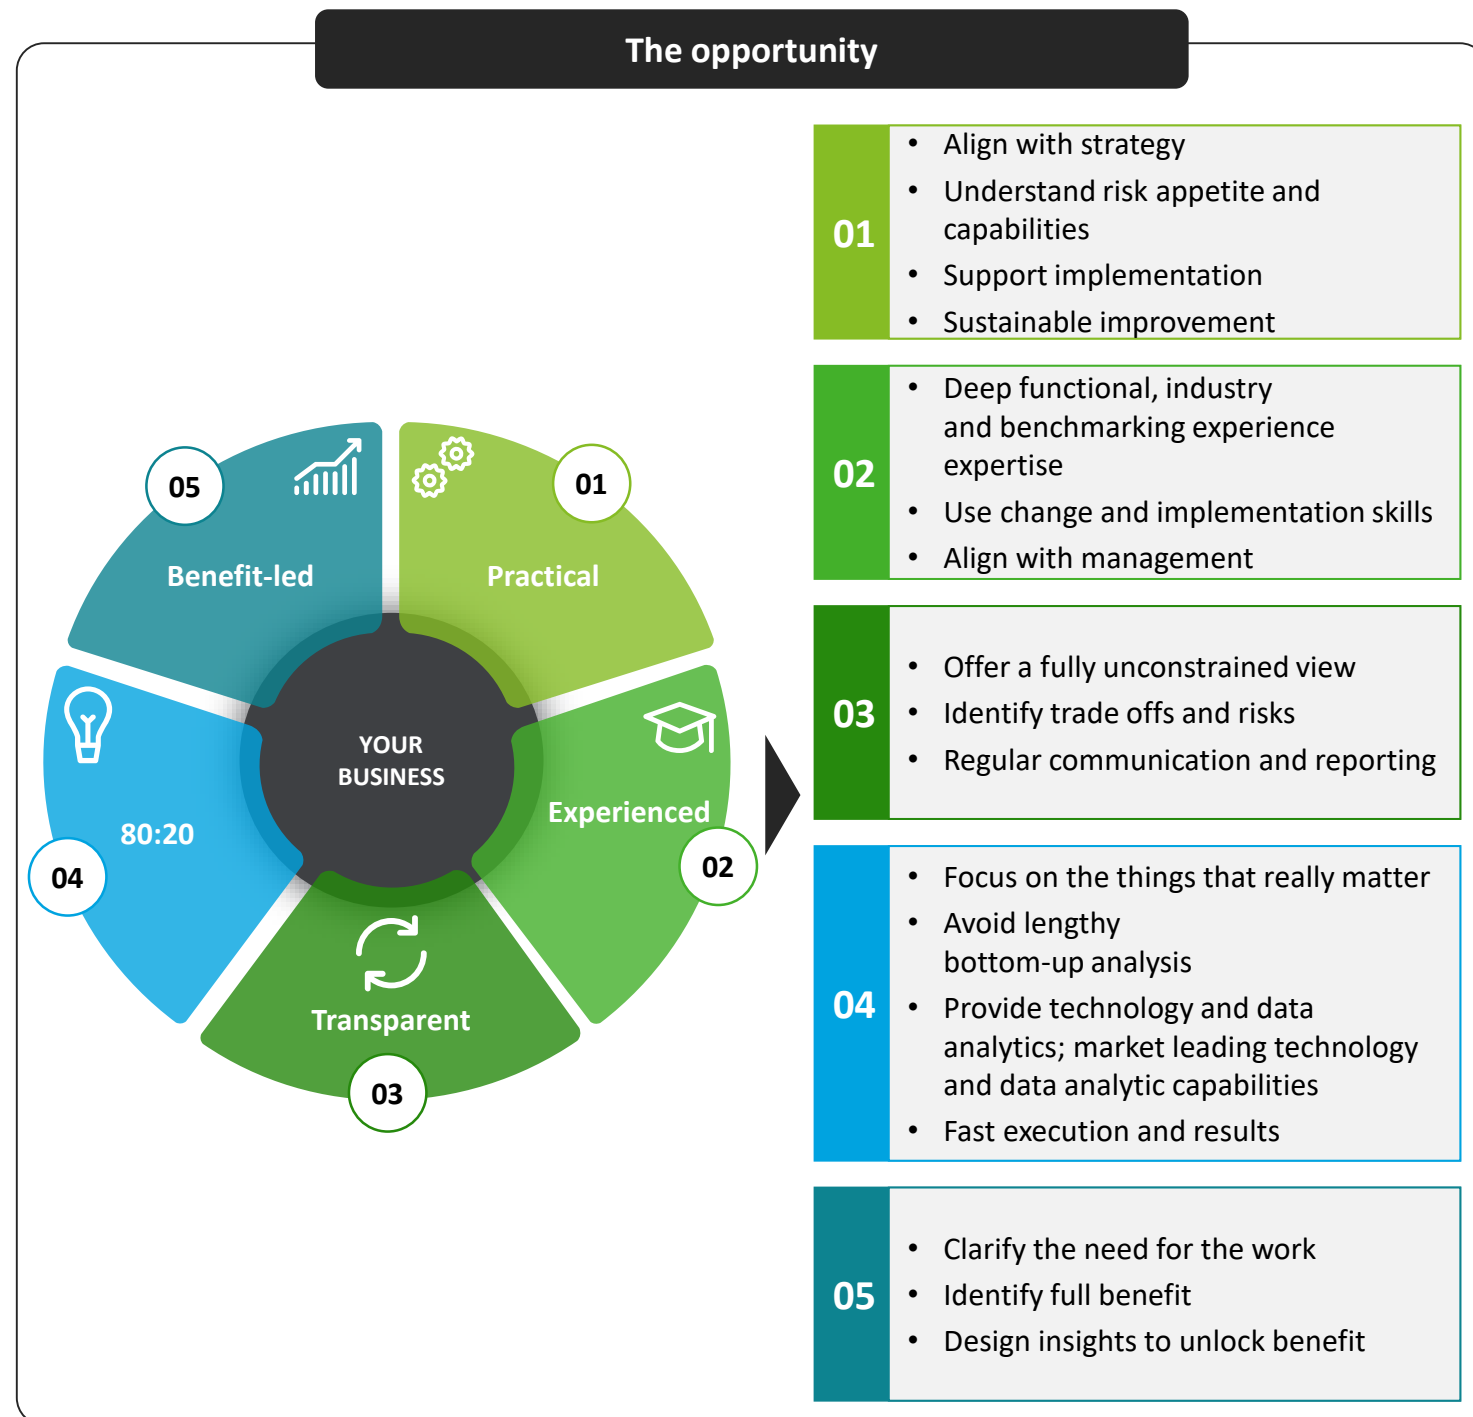 The opportunity
05
Benefit-led
01
Practical
YOUR
BUSINESS
Experienced
02
80:20
04
Transparent
03
01
• Align with strategy
• Understand risk appetite and
capabilities
• Support implementation
• Sustainable improvement
02
• Deep functional, industry
and benchmarking experience
expertise
• Use change and implementation skills
• Align with management
03
• Offer a fully unconstrained view
• Identify trade offs and risks
• Regular communication and reporting
04
• Focus on the things that really matter
• Avoid lengthy
bottom-up analysis
• Provide technology and data
analytics; market leading technology
and data analytic capabilities
• Fast execution and results
05
• Clarify the need for the work
• Identify full benefit
• Design insights to unlock benefit